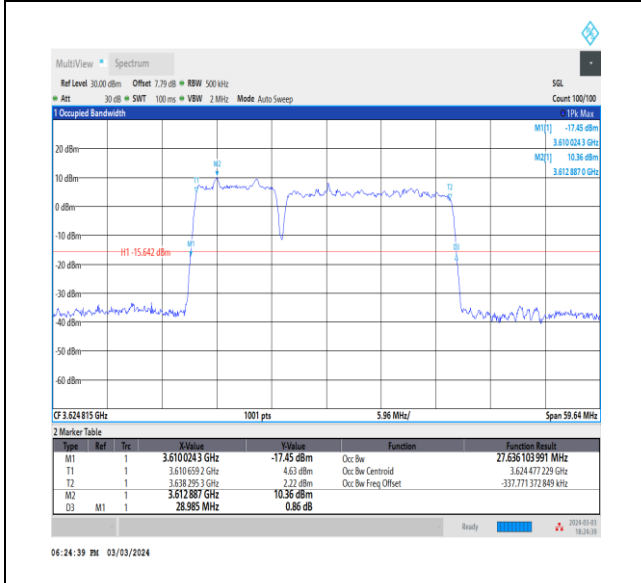 MultiView Spectrum
Ref Level 30.00 dBm Offset 7.79 dB RBW 500 kHz SGL
Att 30 dB SWT 100 ms VBW 2 MHz Mode Auto Sweep Count 100/100
1 Occupied Bandwidth 1Pk Max
M1[1] -17.45 dBm
3.610 024 3 GHz
M2[1] 10.36 dBm
3.612 887 0 GHz
20 dBm
M2
10 dBm
T1
T2
0 dBm
-10 dBm
M1
D3
H1 -15.642 dBm
-20 dBm
-30 dBm
-40 dBm
-50 dBm
-60 dBm
CF 3.624 815 GHz 1001 pts 5.96 MHz/ Span 59.64 MHz
2 Marker Table
Type Ref Trc X-Value Y-Value Function Function Result
M1 1 3.610 024 3 GHz -17.45 dBm Occ Bw 27.636 103 991 MHz
T1 1 3.610 659 2 GHz 4.63 dBm Occ Bw Centroid 3.624 477 229 GHz
T2 1 3.638 295 3 GHz 2.22 dBm Occ Bw Freq Offset -337.771 372 849 kHz
M2 1 3.612 887 GHz 10.36 dBm
D3 M1 1 28.985 MHz 0.86 dB
Ready 2024-03-03
18:24:39
06:24:39 PM 03/03/2024